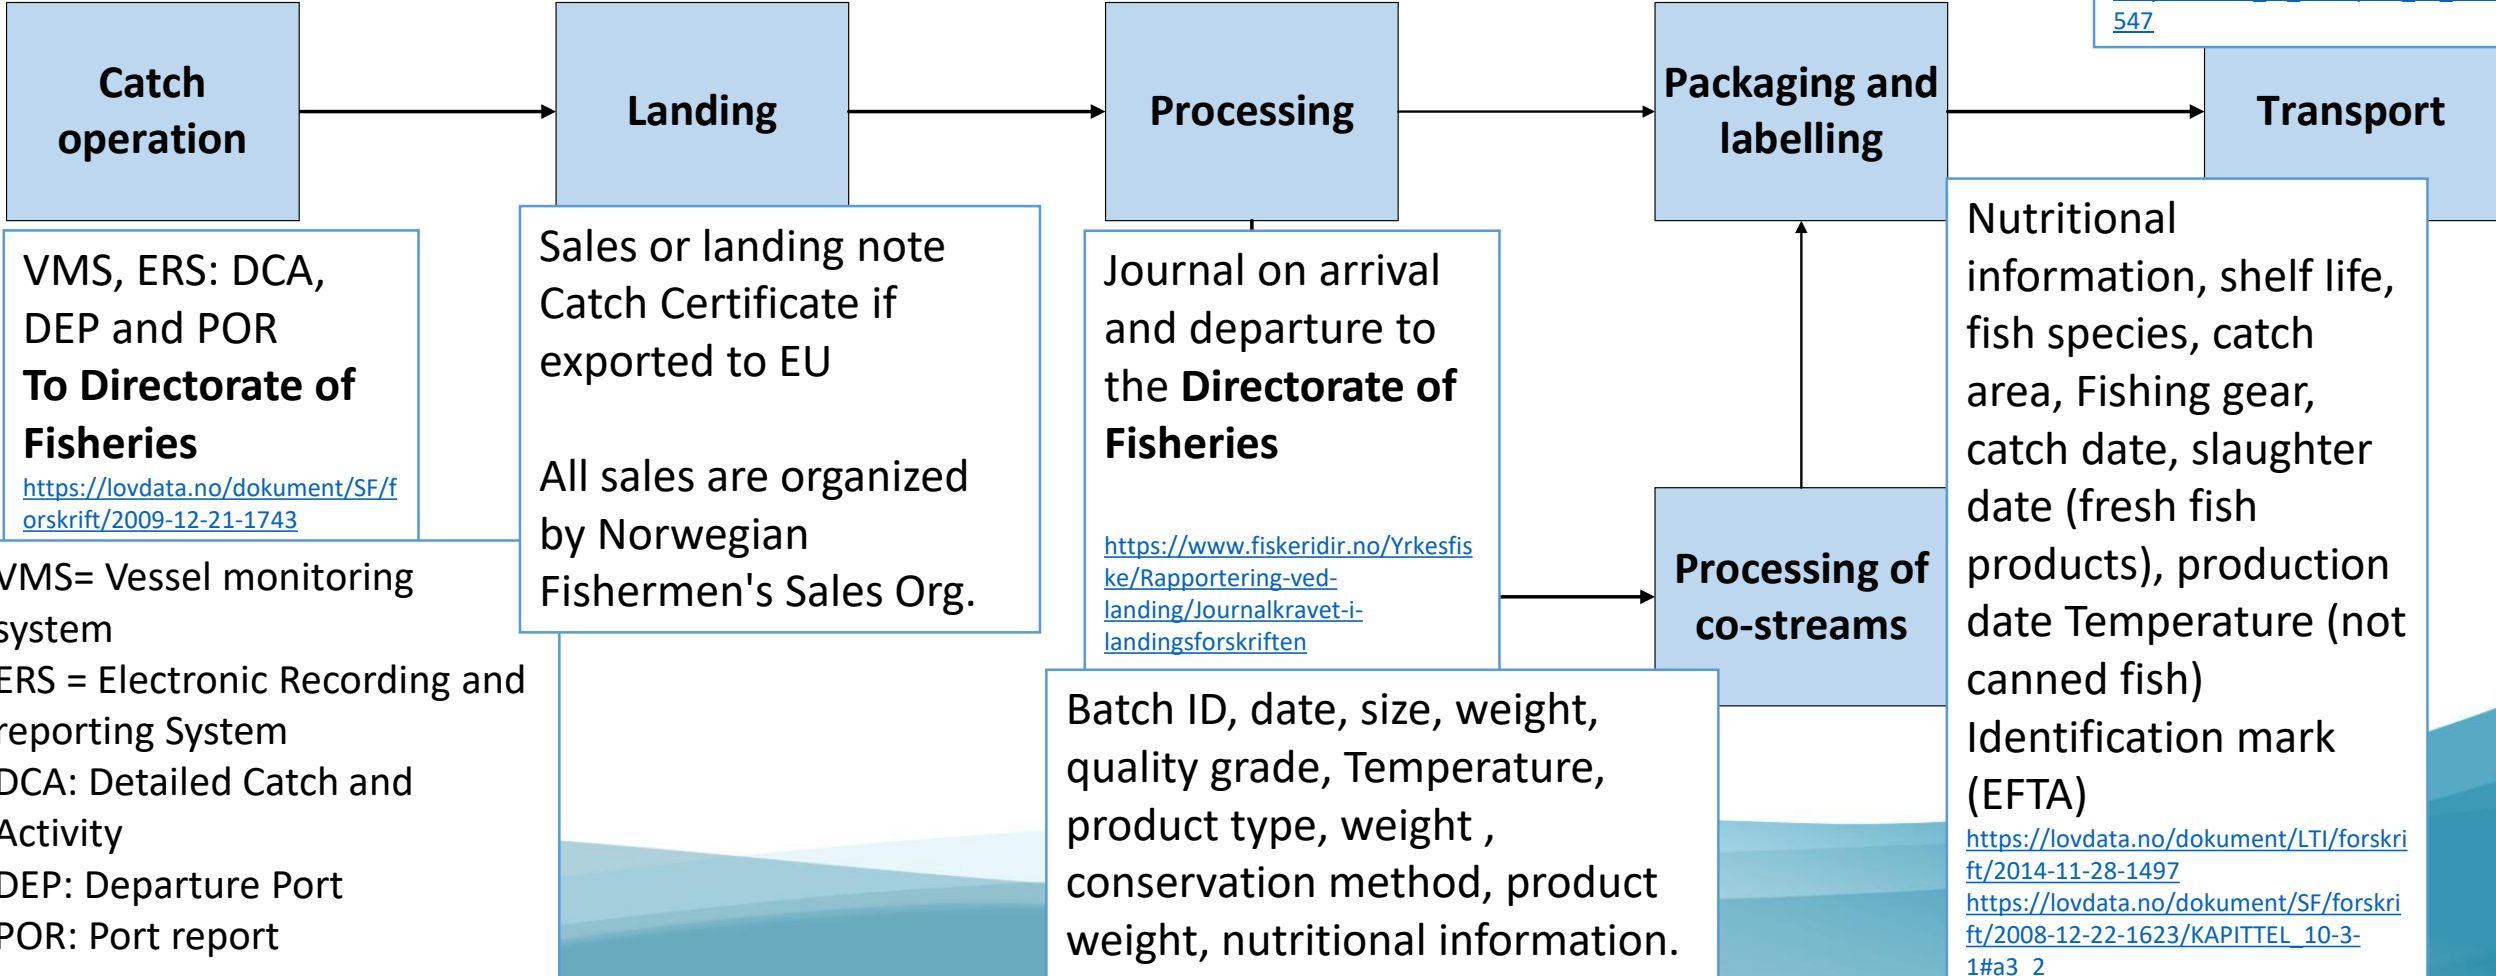 547
Catch
operation
Landing
Processing
Packaging and
labelling
Transport
VMS, ERS: DCA,
DEP and POR
To Directorate of
Fisheries
https://lovdata.no/dokument/SF/f
orskrift/2009-12-21-1743
VMS= Vessel monitoring
system
ERS = Electronic Recording and
reporting System
DCA: Detailed Catch and
Activity
DEP: Departure Port
POR: Port report
Sales or landing note
Catch Certificate if
exported to EU
All sales are organized
by Norwegian
Fishermen's Sales Org.
Journal on arrival
and departure to
the Directorate of
Fisheries
https://www.fiskeridir.no/Yrkesfis
ke/Rapportering-ved-
landing/Journalkravet-i-
landingsforskriften
Batch ID, date, size, weight,
quality grade, Temperature,
product type, weight ,
conservation method, product
weight, nutritional information.
Processing of
co-streams
Nutritional
information, shelf life,
fish species, catch
area, Fishing gear,
catch date, slaughter
date (fresh fish
products), production
date Temperature (not
canned fish)
Identification mark
(EFTA)
https://lovdata.no/dokument/LTI/forskri
ft/2014-11-28-1497
https://lovdata.no/dokument/SF/forskri
ft/2008-12-22-1623/KAPITTEL_10-3-
1#a3_2